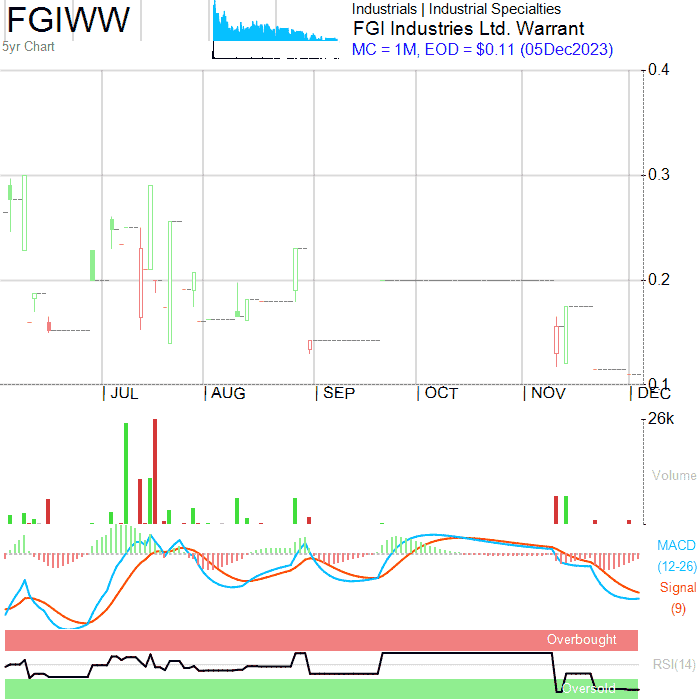 FGIWW
5yr Chart
Industrials | Industrial Specialties
FGI Industries Ltd. Warrant
MC = 1M, EOD = $0.11 (05Dec2023)
0.4
0.3
0.2
0.1
| JUL
| AUG
| SEP
| OCT
| NOV
| DEC
26k
Volume
MACD
(12-26)
Signal
(9)
Overbought
RSI(14)
Oversold